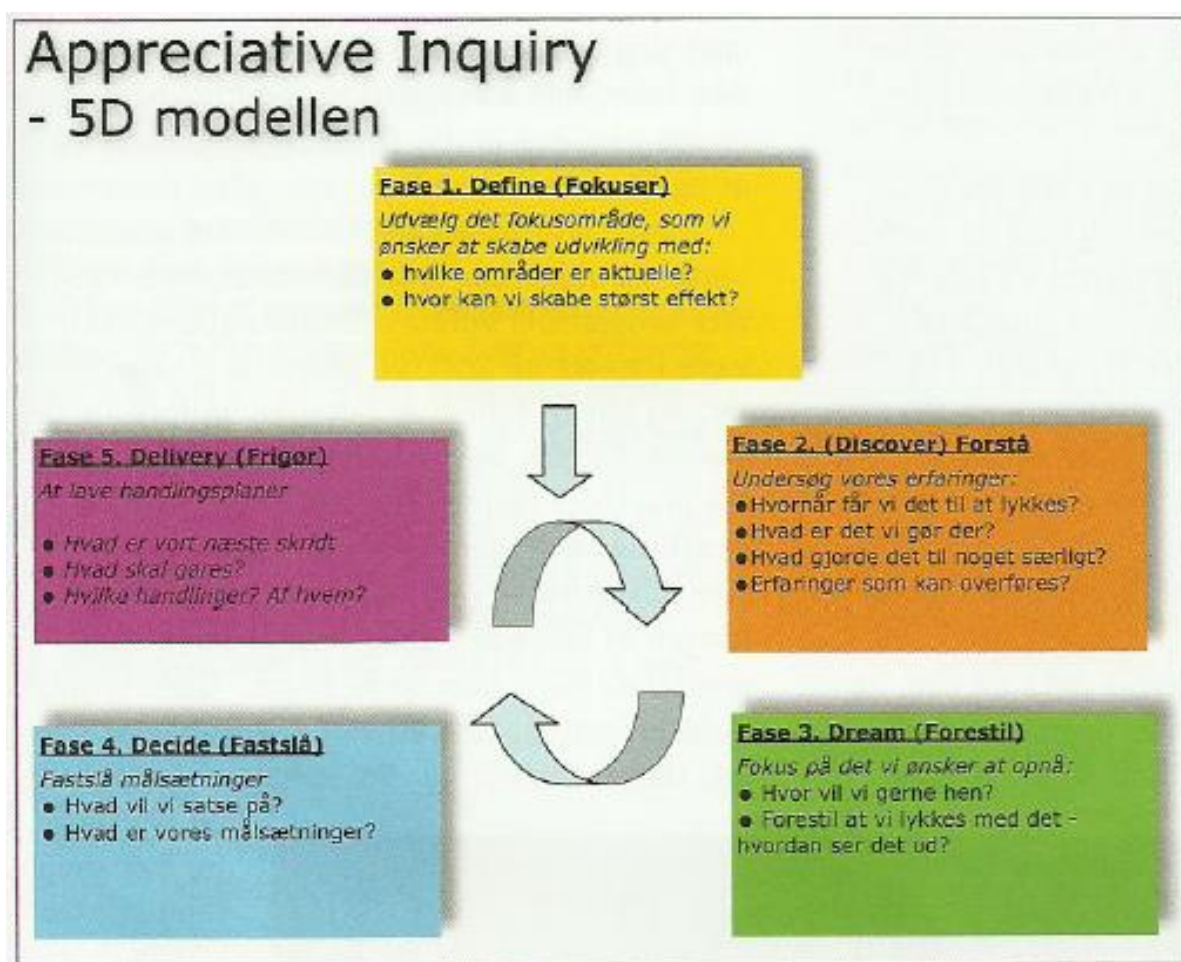 Appreciative Inquiry
- 5D modellen
Fase 1. Define (Fokuser)
Udvælg det fokusområde, som vi
ønsker at skabe udvikling med:
● hvilke områder er aktuelle?
● hvor kan vi skabe størst effekt?
Fase 2. (Discover) Forstå
Undersøg vores erfaringer:
●Hvornår får vi det til at lykkes?
●Hvad er det vi gør der?
●Hvad gjorde det til noget særligt?
●Erfaringer som kan overføres?
Fase 3. Dream (Forestil)
Fokus på det vi ønsker at opnå:
● Hvor vil vi gerne hen?
● Forestil at vi lykkes med det -
hvordan ser det ud?
Fase 4. Decide (Fastslå)
Fastslå målsætninger
● Hvad vil vi satse på?
● Hvad er vores målsætninger?
Fase 5. Delivery (Frigør)
At lave handlingsplaner
● Hvad er vort næste skridt
● Hvad skal gøres?
● Hvilke handlinger? Af hvem?